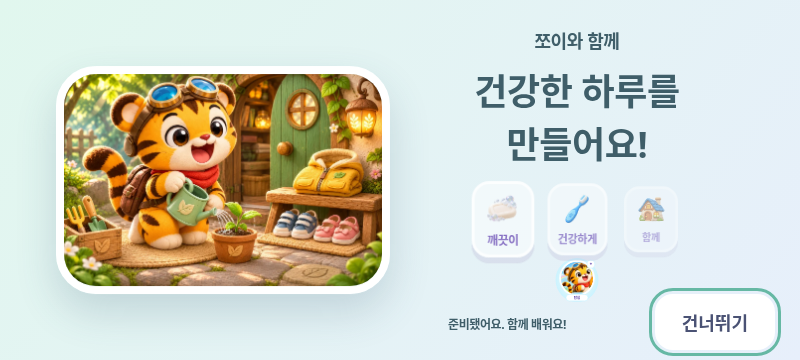 쪼이와 함께
건강한 하루를
만들어요!
깨끗이
건강하게
함께
준비됐어요. 함께 배워요!
건너뛰기